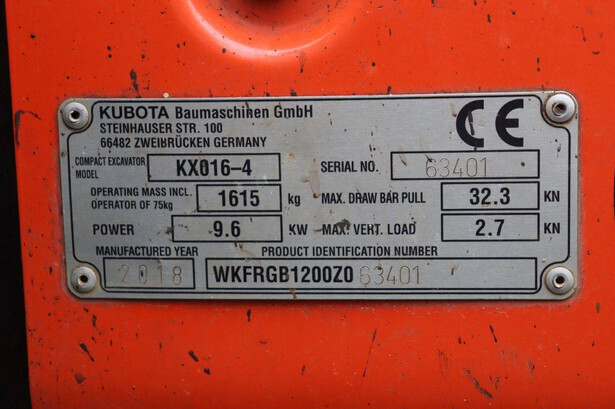 KUBOTA Baumaschinen GmbH
STEINHAUSER STR. 100
66482 ZWEIBRÜCKEN GERMANY
CE
COMPACT EXCAVATOR MODEL KX016-4 SERIAL NO. 63401
OPERATING MASS INCL. OPERATOR OF 75kg 1615 kg MAX. DRAW BAR PULL 32.3 KN
POWER 9.6 KW MAX. VERT. LOAD 2.7 KN
MANUFACTURED YEAR PRODUCT IDENTIFICATION NUMBER
2018 WKFRGB1200Z063401